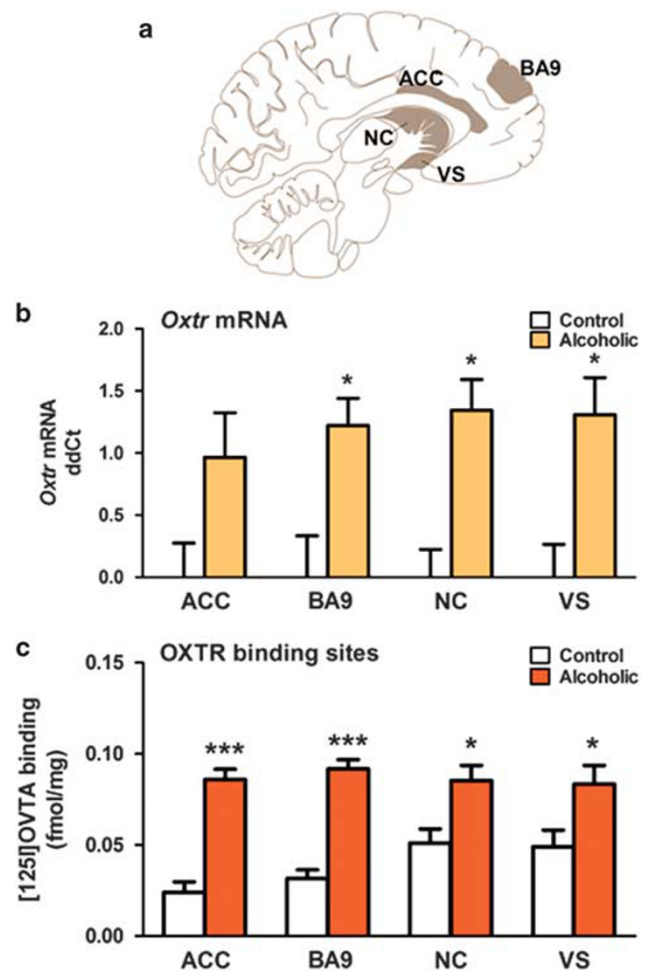 a
BA9
ACC
NC
VS
b
Oxtr mRNA
Control
Alcoholic
Oxtr mRNA
ddCt
2.0
1.5
1.0
0.5
0.0
*
*
*
ACC BA9 NC VS
c
OXTR binding sites
Control
Alcoholic
[125I]OVTA binding
(fmol/mg)
0.15
0.10
0.05
0.00
***
***
*
*
ACC BA9 NC VS